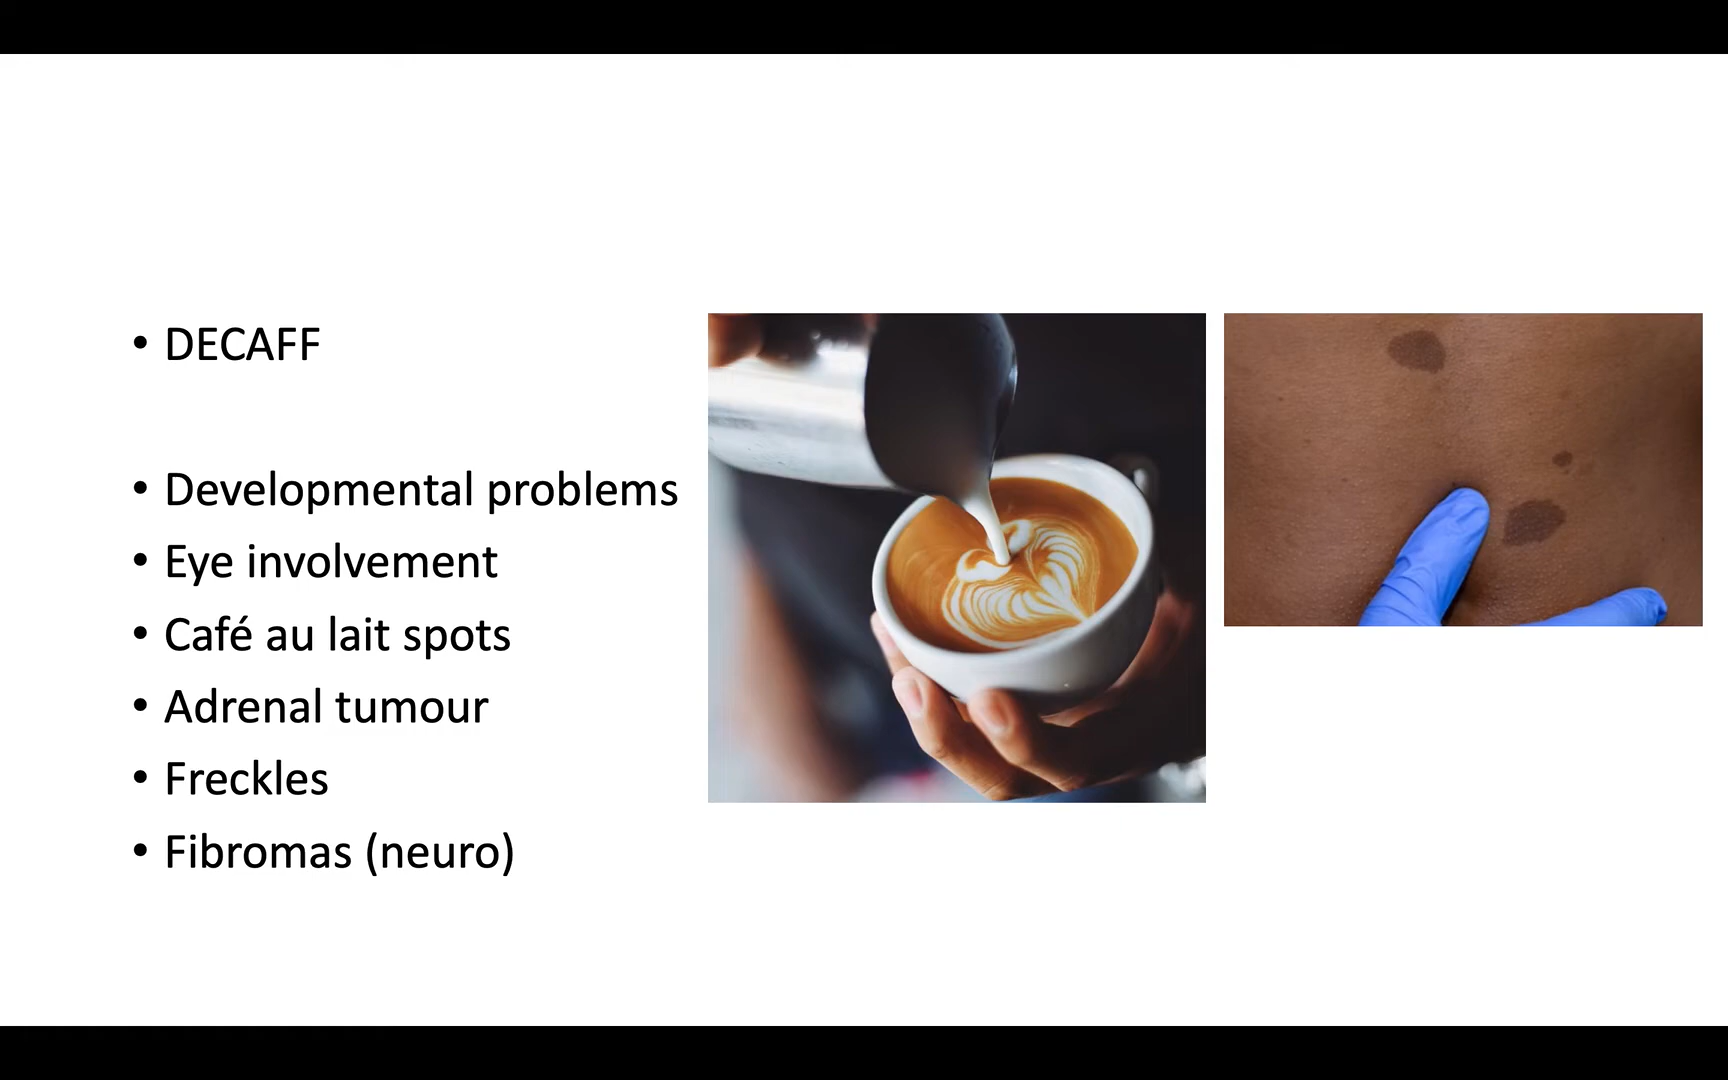 • DECAFF
• Developmental problems
• Eye involvement
• Café au lait spots
• Adrenal tumour
• Freckles
• Fibromas (neuro)